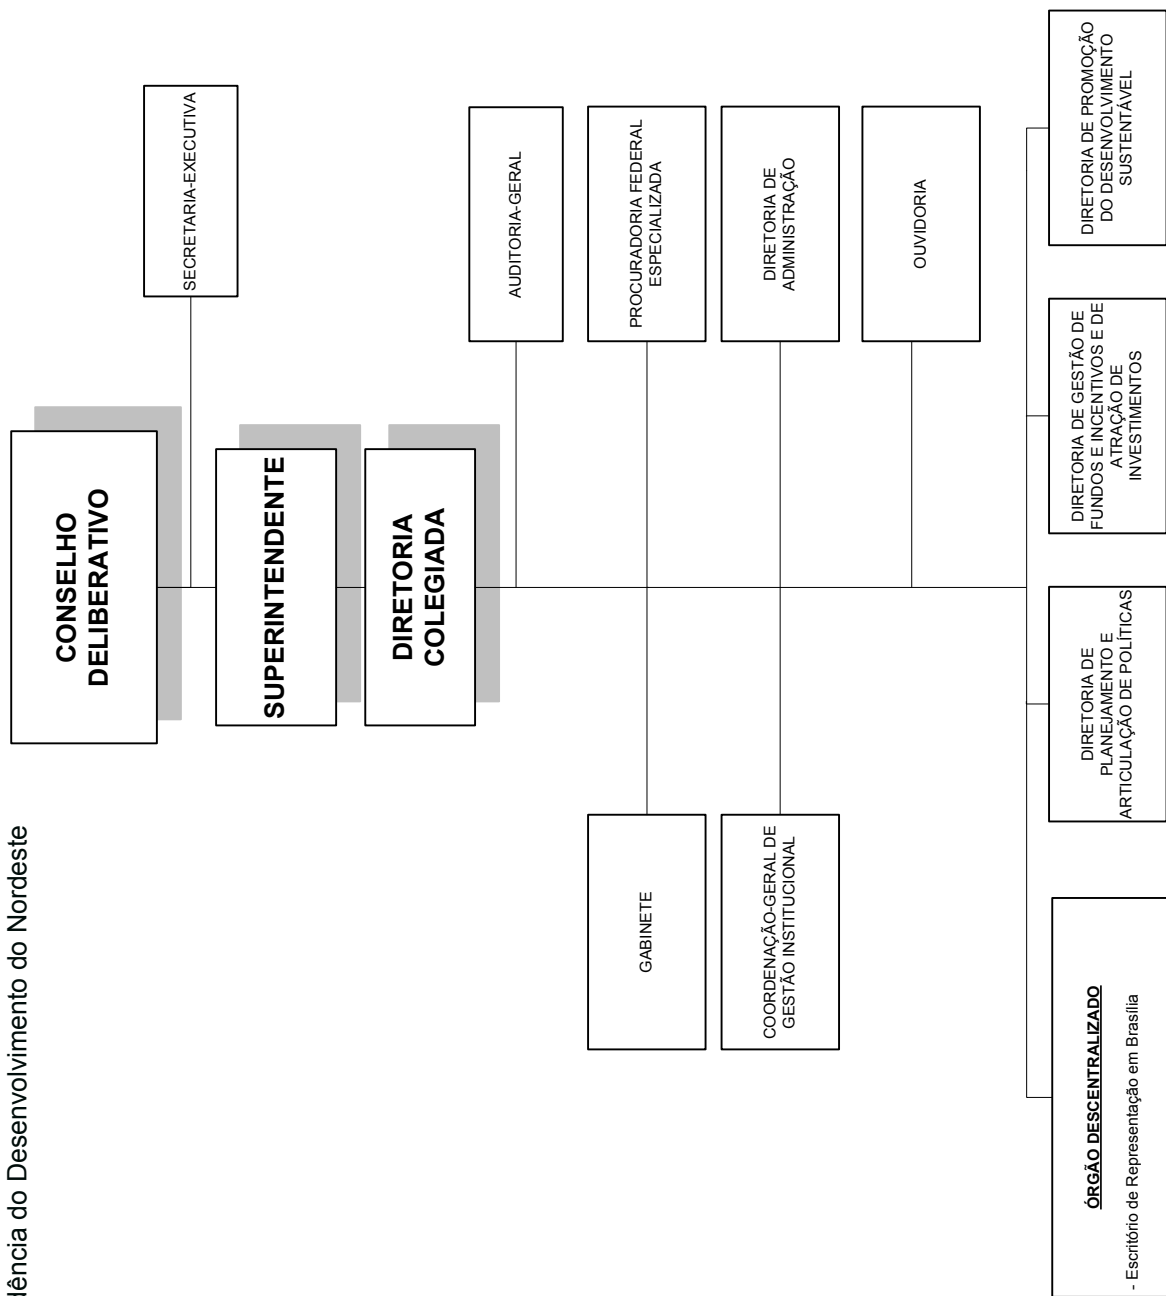 do Desenvolvimento do Nordeste
CONSELHO
DELIBERATIVO
SECRETARIA-EXECUTIVA
SUPERINTENDENTE
DIRETORIA
COLEGIADA
AUDITORIA-GERAL
GABINETE
PROCURADORIA FEDERAL
ESPECIALIZADA
COORDENAÇÃO-GERAL DE
GESTÃO INSTITUCIONAL
DIRETORIA DE
ADMINISTRAÇÃO
OUVIDORIA
ÓRGÃO DESCENTRALIZADO
- Escritório de Representação em Brasília
DIRETORIA DE
PLANEJAMENTO E
ARTICULAÇÃO DE POLÍTICAS
DIRETORIA DE GESTÃO DE
FUNDOS E INCENTIVOS E DE
ATRAÇÃO DE
INVESTIMENTOS
DIRETORIA DE PROMOÇÃO
DO DESENVOLVIMENTO
SUSTENTÁVEL